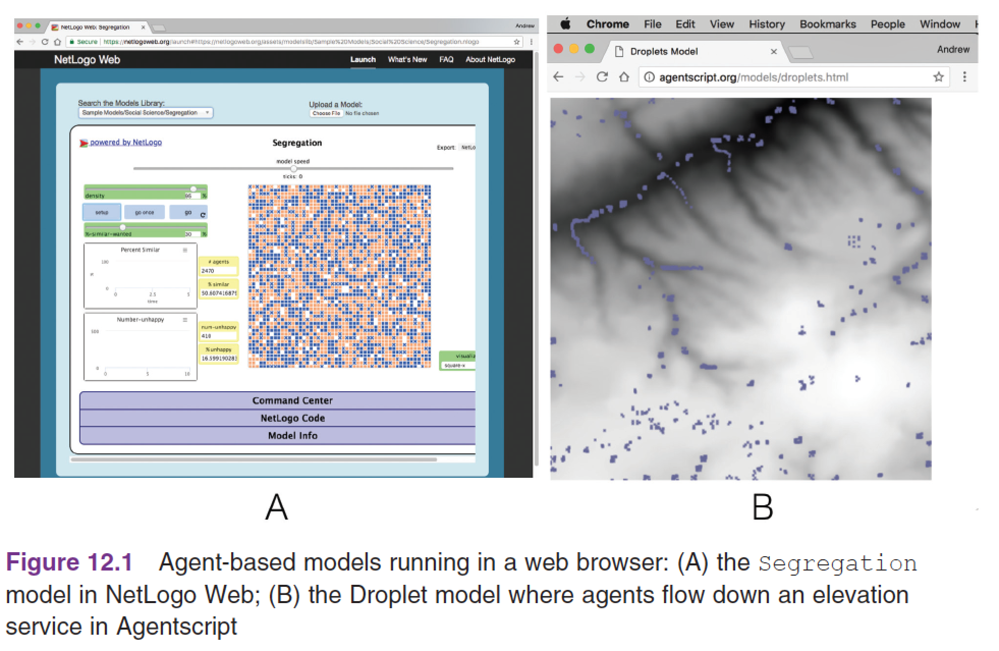 NetLogo Web: Segregation
Andrew
Secure
https://netlogoweb.org/launch#https://netlogoweb.org/assets/modelslib/Sample%20Models/Social%20Science/Segregation.nlogo
NetLogo Web
Launch
What's New
FAQ
About NetLogo
Search the Models Library:
Sample Models/Social Science/Segregation
Upload a Model:
Choose File No file chosen
powered by NetLogo
Segregation
Export: NetLo
model speed
ticks: 0
density 95 %
setup
go once
go
%-similar-wanted 30 %
Percent Similar
100
%
0
0 2.5 5
time
# agents
2470
% similar
50.607416875
Number-unhappy
500
0
0 5 10
num-unhappy
410
% unhappy
16.599190283
visualiz
square-x
Command Center
NetLogo Code
Model Info
A
Chrome File Edit View History Bookmarks People Window
Droplets Model
Andrew
agentscript.org/models/droplets.html
B
Figure 12.1 Agent-based models running in a web browser: (A) the Segregation
model in NetLogo Web; (B) the Droplet model where agents flow down an elevation
service in Agentscript